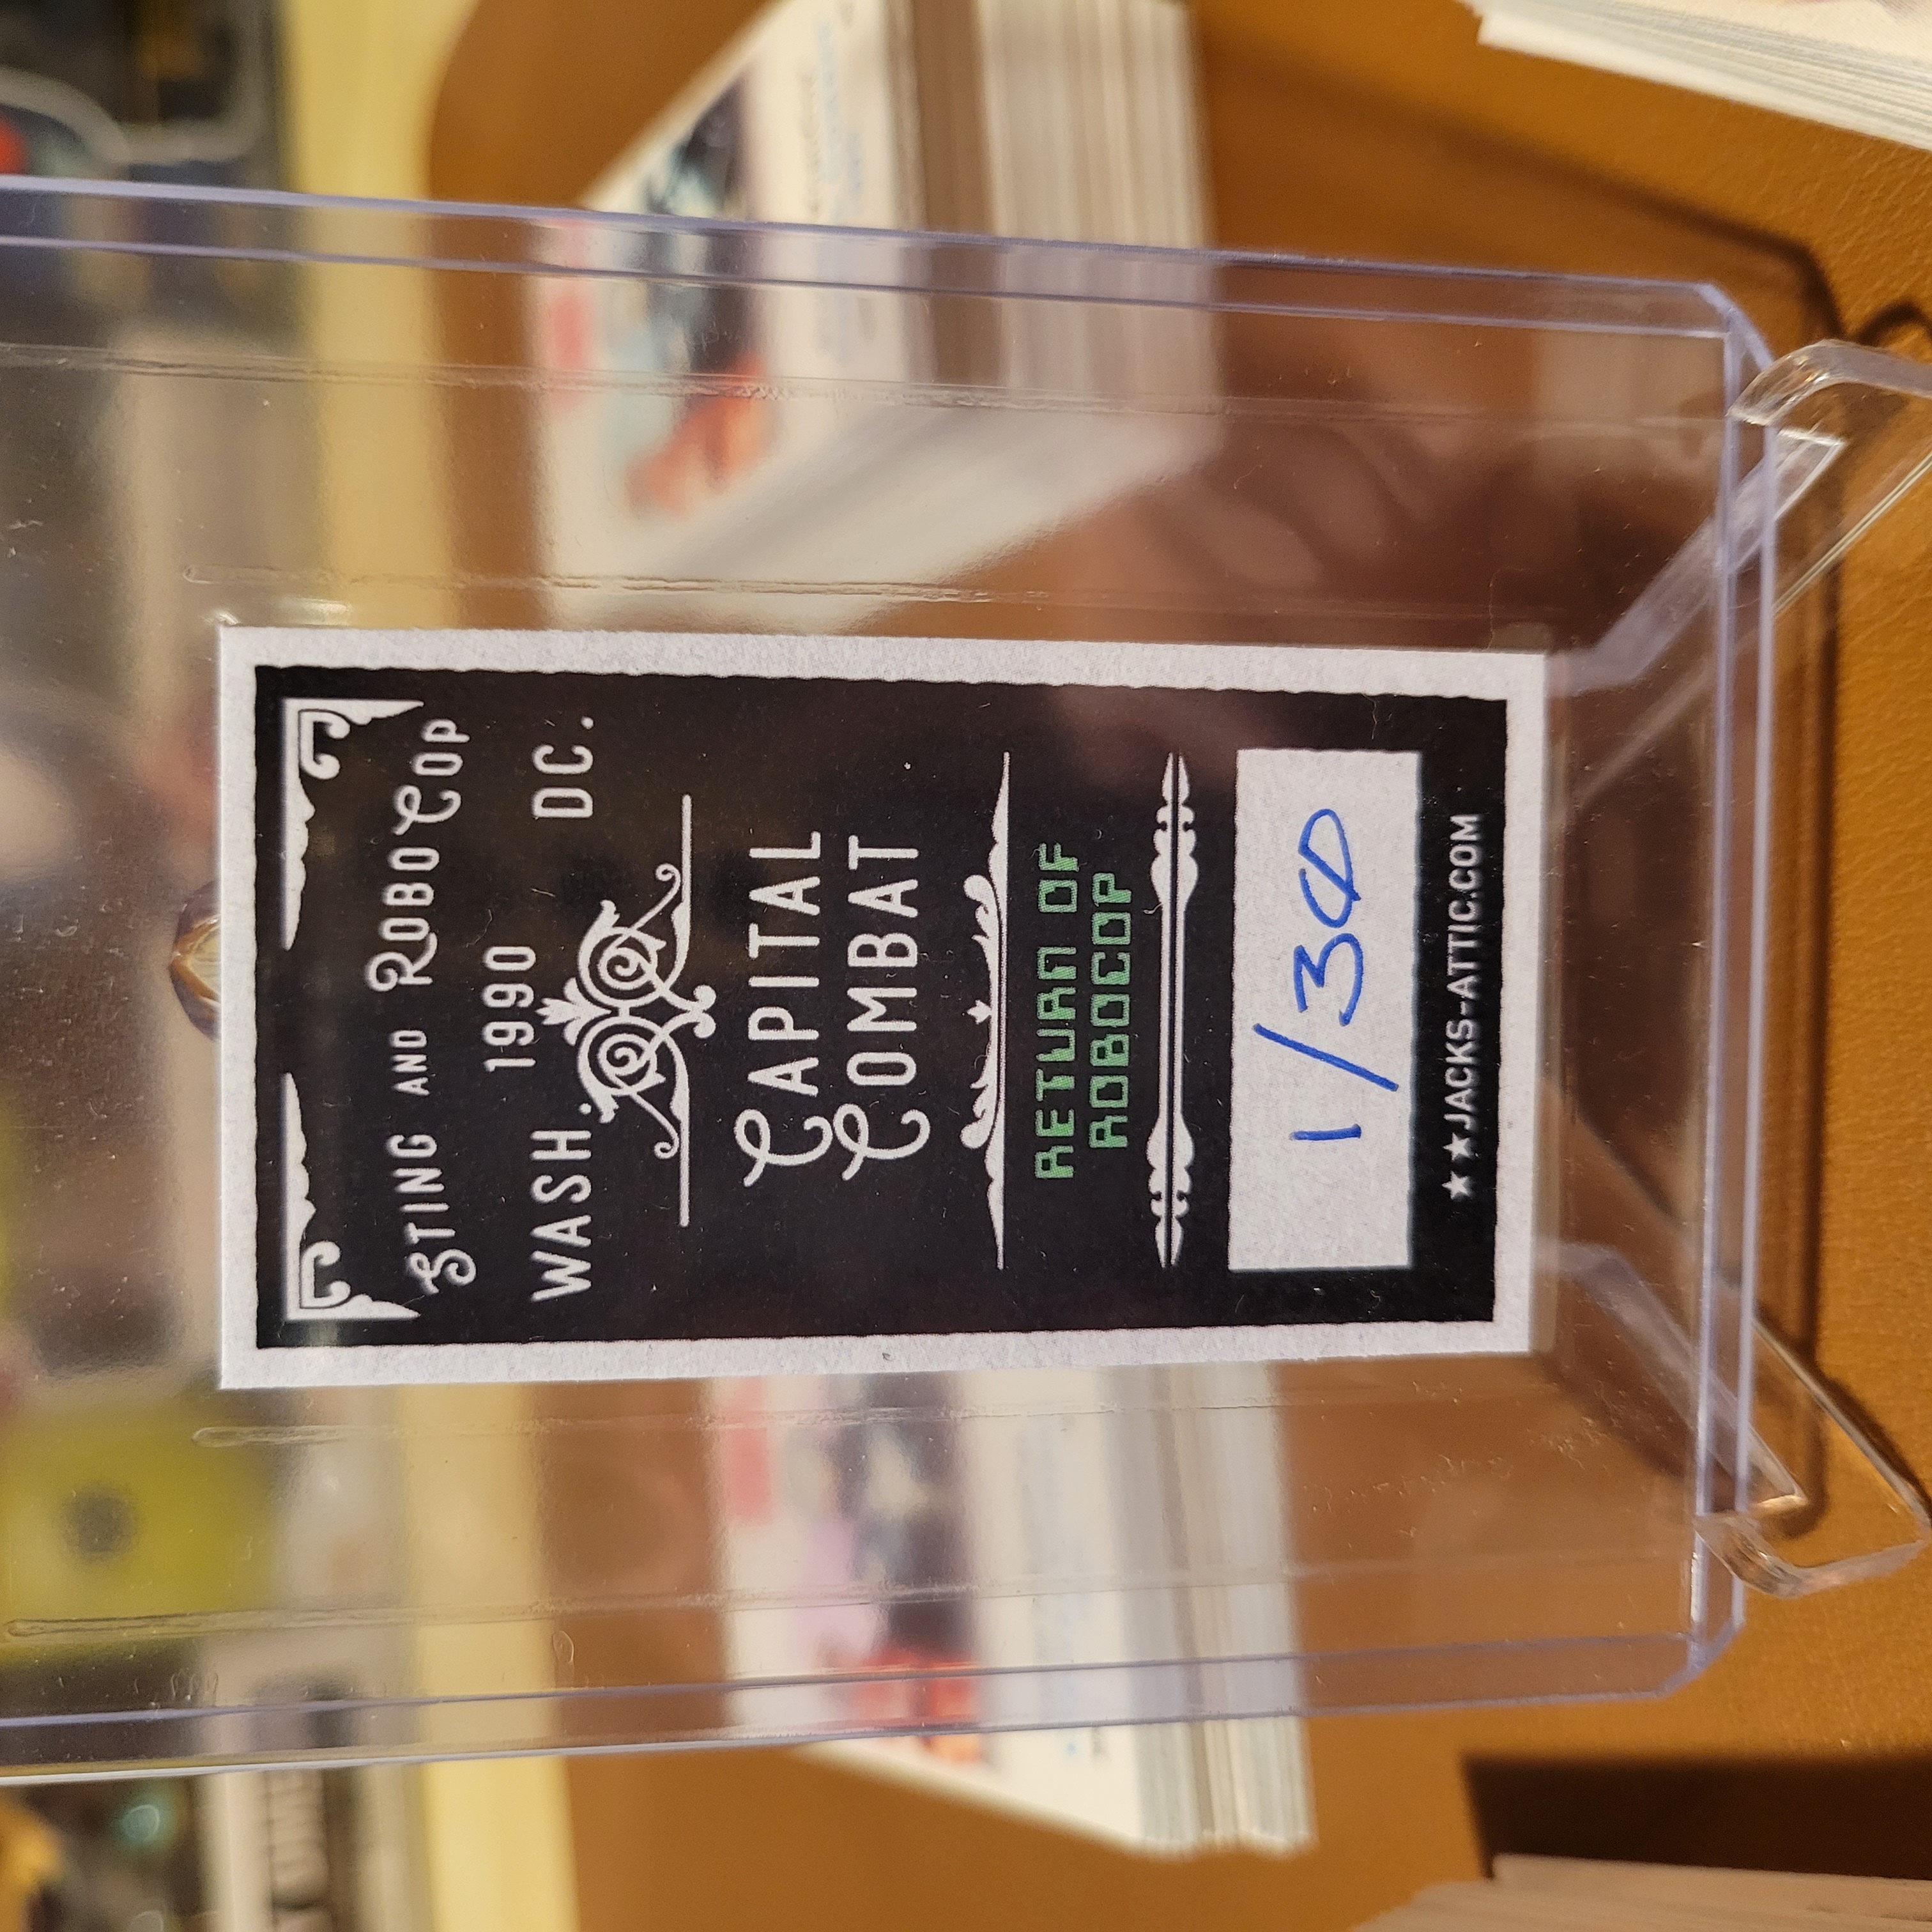 Sting and RoboCop
1990
WASH. DC.
Capital
Combat
RETURN OF
ROBOCOP
1/30
★★JACKS-ATTIC.COM